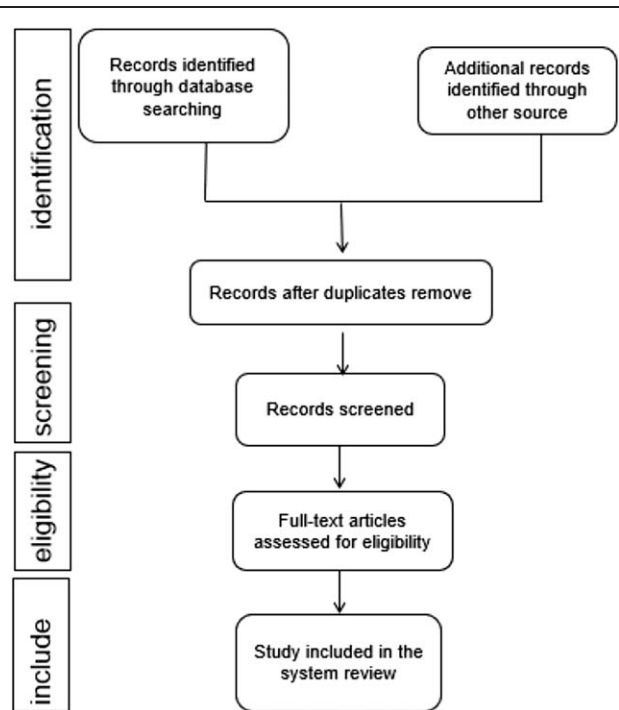 identification
Records identified
through database
searching
Additional records
identified through
other source
Records after duplicates remove
screening
Records screened
eligibility
Full-text articles
assessed for eligibility
include
Study included in the
system review